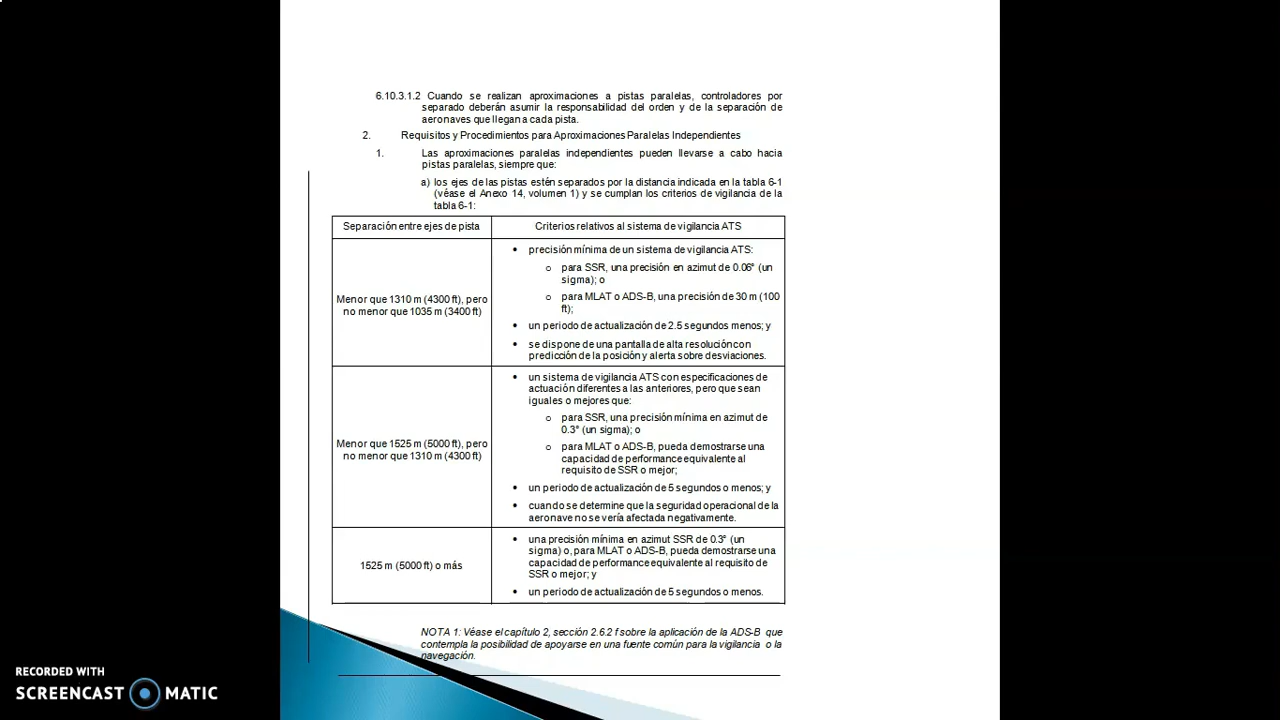 6.10.3.1.2 Cuando se realizan aproximaciones a pistas paralelas, controladores por
separado deberán asumir la responsabilidad del orden y de la separación de
aeronaves que llegan a cada pista.
2. Requisitos y Procedimientos para Aproximaciones Paralelas Independientes
1. Las aproximaciones paralelas independientes pueden llevarse a cabo hacia
pistas paralelas, siempre que:
a) los ejes de las pistas estén separados por la distancia indicada en la tabla 6-1
(véase el Anexo 14, volumen 1) y se cumplan los criterios de vigilancia de la
tabla 6-1:
Separación entre ejes de pista
Criterios relativos al sistema de vigilancia ATS
Menor que 1310 m (4300 ft), pero
no menor que 1035 m (3400 ft)
• precisión mínima de un sistema de vigilancia ATS:
o para SSR, una precisión en azimut de 0.06° (un
sigma); o
o para MLAT o ADS-B, una precisión de 30 m (100
ft);
• un periodo de actualización de 2.5 segundos menos; y
• se dispone de una pantalla de alta resolución con
predicción de la posición y alerta sobre desviaciones.
Menor que 1525 m (5000 ft), pero
no menor que 1310 m (4300 ft)
• un sistema de vigilancia ATS con especificaciones de
actuación diferentes a las anteriores, pero que sean
iguales o mejores que:
o para SSR, una precisión mínima en azimut de
0.3° (un sigma); o
o para MLAT o ADS-B, pueda demostrarse una
capacidad de performance equivalente al
requisito de SSR o mejor;
• un periodo de actualización de 5 segundos o menos; y
• cuando se determine que la seguridad operacional de la
aeronave no se vería afectada negativamente.
1525 m (5000 ft) o más
• una precisión mínima en azimut SSR de 0.3° (un
sigma) o, para MLAT o ADS-B, pueda demostrarse una
capacidad de performance equivalente al requisito de
SSR o mejor; y
• un periodo de actualización de 5 segundos o menos.
NOTA 1: Véase el capítulo 2, sección 2.6.2 f sobre la aplicación de la ADS-B que
contempla la posibilidad de apoyarse en una fuente común para la vigilancia o la
navegación.
RECORDED WITH
SCREENCAST MATIC